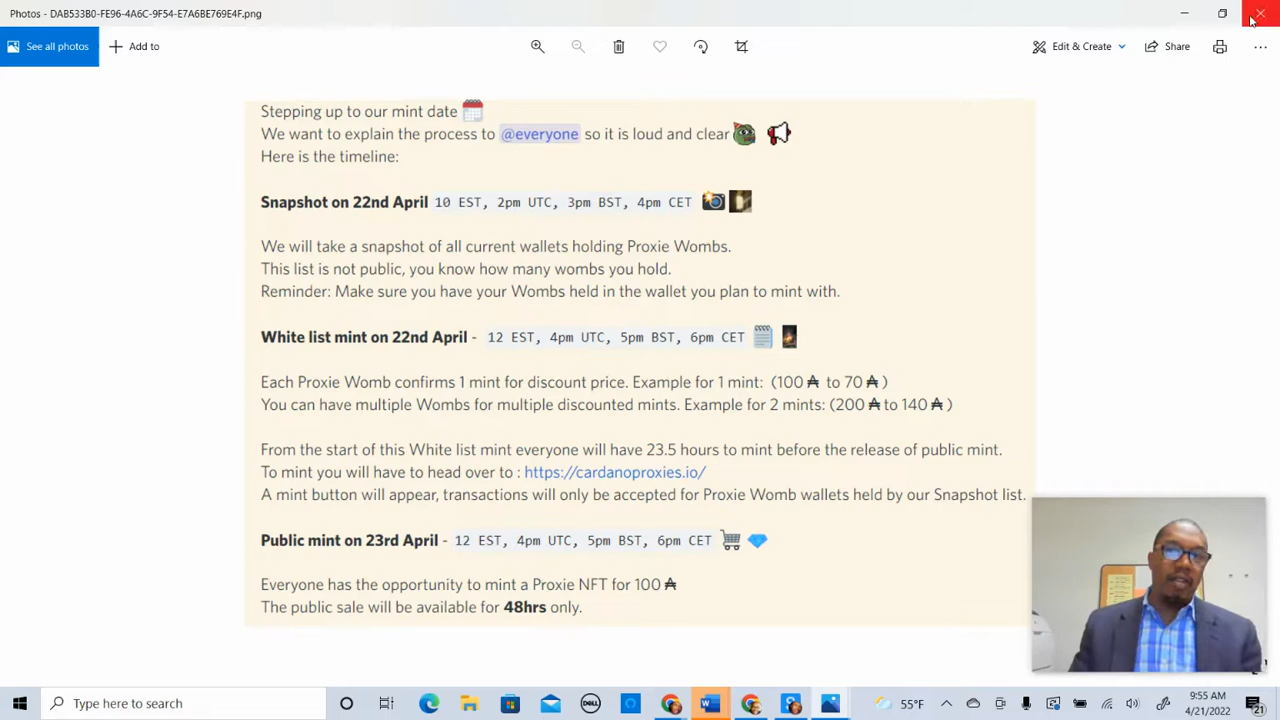 Photos - DAB533B0-FE96-4A6C-9F54-E7A6BE769E4F.png
See all photos
Add to
Edit & Create
Share
Stepping up to our mint date
We want to explain the process to @everyone so it is loud and clear
Here is the timeline:
Snapshot on 22nd April 10 EST, 2pm UTC, 3pm BST, 4pm CET
We will take a snapshot of all current wallets holding Proxie Wombs.
This list is not public, you know how many wombs you hold.
Reminder: Make sure you have your Wombs held in the wallet you plan to mint with.
White list mint on 22nd April - 12 EST, 4pm UTC, 5pm BST, 6pm CET
Each Proxie Womb confirms 1 mint for discount price. Example for 1 mint: (100 ₳ to 70 ₳ )
You can have multiple Wombs for multiple discounted mints. Example for 2 mints: (200 ₳ to 140 ₳ )
From the start of this White list mint everyone will have 23.5 hours to mint before the release of public mint.
To mint you will have to head over to : https://cardanoproxies.io/
A mint button will appear, transactions will only be accepted for Proxie Womb wallets held by our Snapshot list.
Public mint on 23rd April - 12 EST, 4pm UTC, 5pm BST, 6pm CET
Everyone has the opportunity to mint a Proxie NFT for 100 ₳
The public sale will be available for 48hrs only.
Type here to search
DELL
55°F
9:55 AM
4/21/2022
21